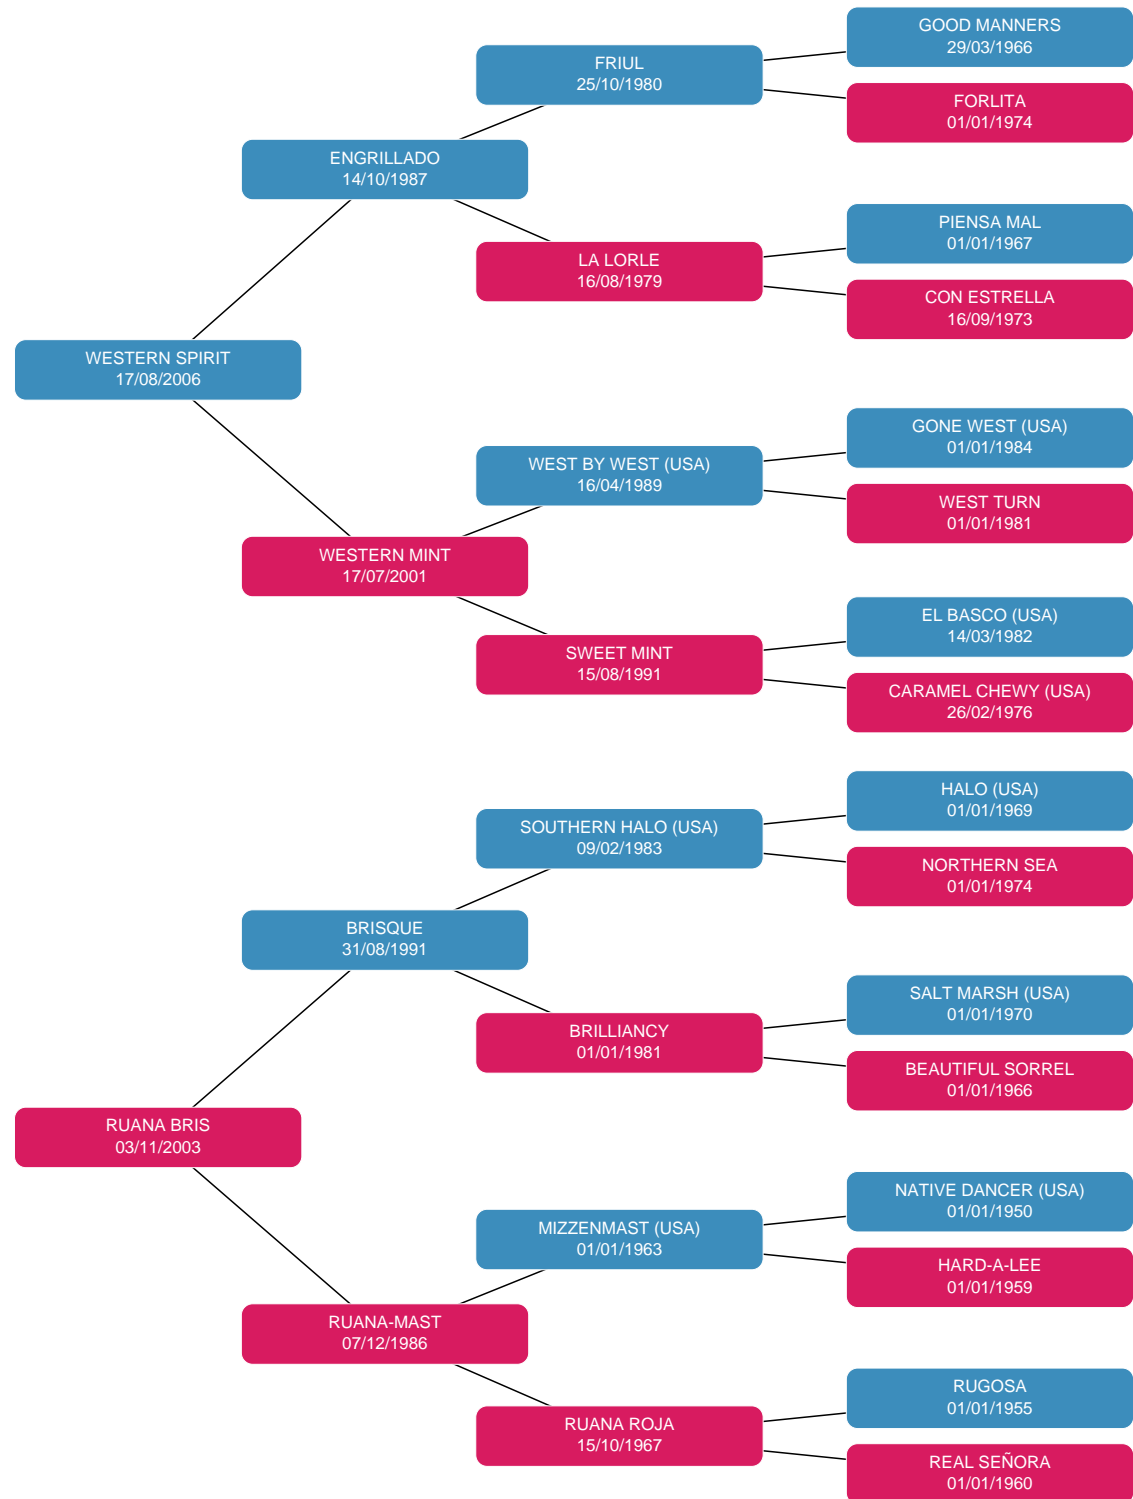 GOOD MANNERS
29/03/1966
FRIUL
25/10/1980
FORLITA
01/01/1974
ENGRILLADO
14/10/1987
PIENSA MAL
01/01/1967
LA LORLE
16/08/1979
CON ESTRELLA
16/09/1973
WESTERN SPIRIT
17/08/2006
GONE WEST (USA)
01/01/1984
WEST BY WEST (USA)
16/04/1989
WEST TURN
01/01/1981
WESTERN MINT
17/07/2001
EL BASCO (USA)
14/03/1982
SWEET MINT
15/08/1991
CARAMEL CHEWY (USA)
26/02/1976
HALO (USA)
01/01/1969
SOUTHERN HALO (USA)
09/02/1983
NORTHERN SEA
01/01/1974
BRISQUE
31/08/1991
SALT MARSH (USA)
01/01/1970
BRILLIANCY
01/01/1981
BEAUTIFUL SORREL
01/01/1966
RUANA BRIS
03/11/2003
NATIVE DANCER (USA)
01/01/1950
MIZZENMAST (USA)
01/01/1963
HARD-A-LEE
01/01/1959
RUANA-MAST
07/12/1986
RUGOSA
01/01/1955
RUANA ROJA
15/10/1967
REAL SEÑORA
01/01/1960